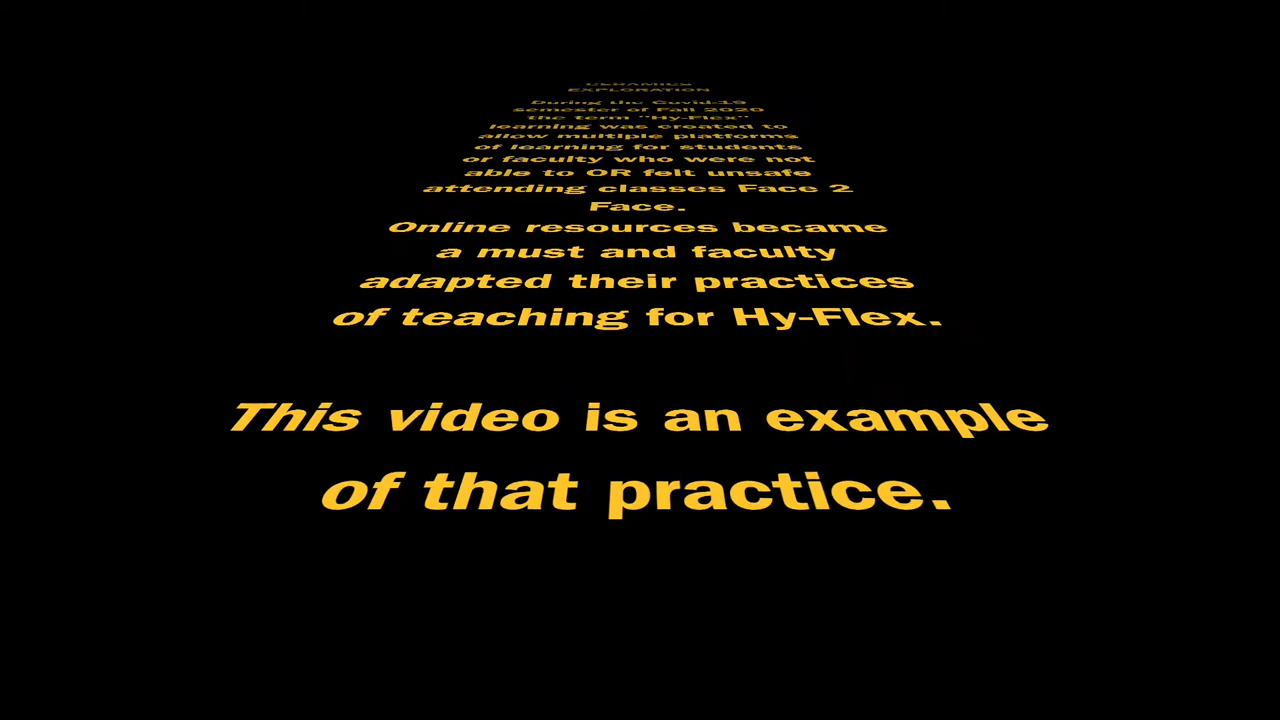 CERAMICS
EXPLORATION
During the Covid-19
semester of Fall 2020
the term "Hy-Flex"
learning was created to
allow multiple platforms
of learning for students
or faculty who were not
able to OR felt unsafe
attending classes Face 2
Face.
Online resources became
a must and faculty
adapted their practices
of teaching for Hy-Flex.
This video is an example
of that practice.